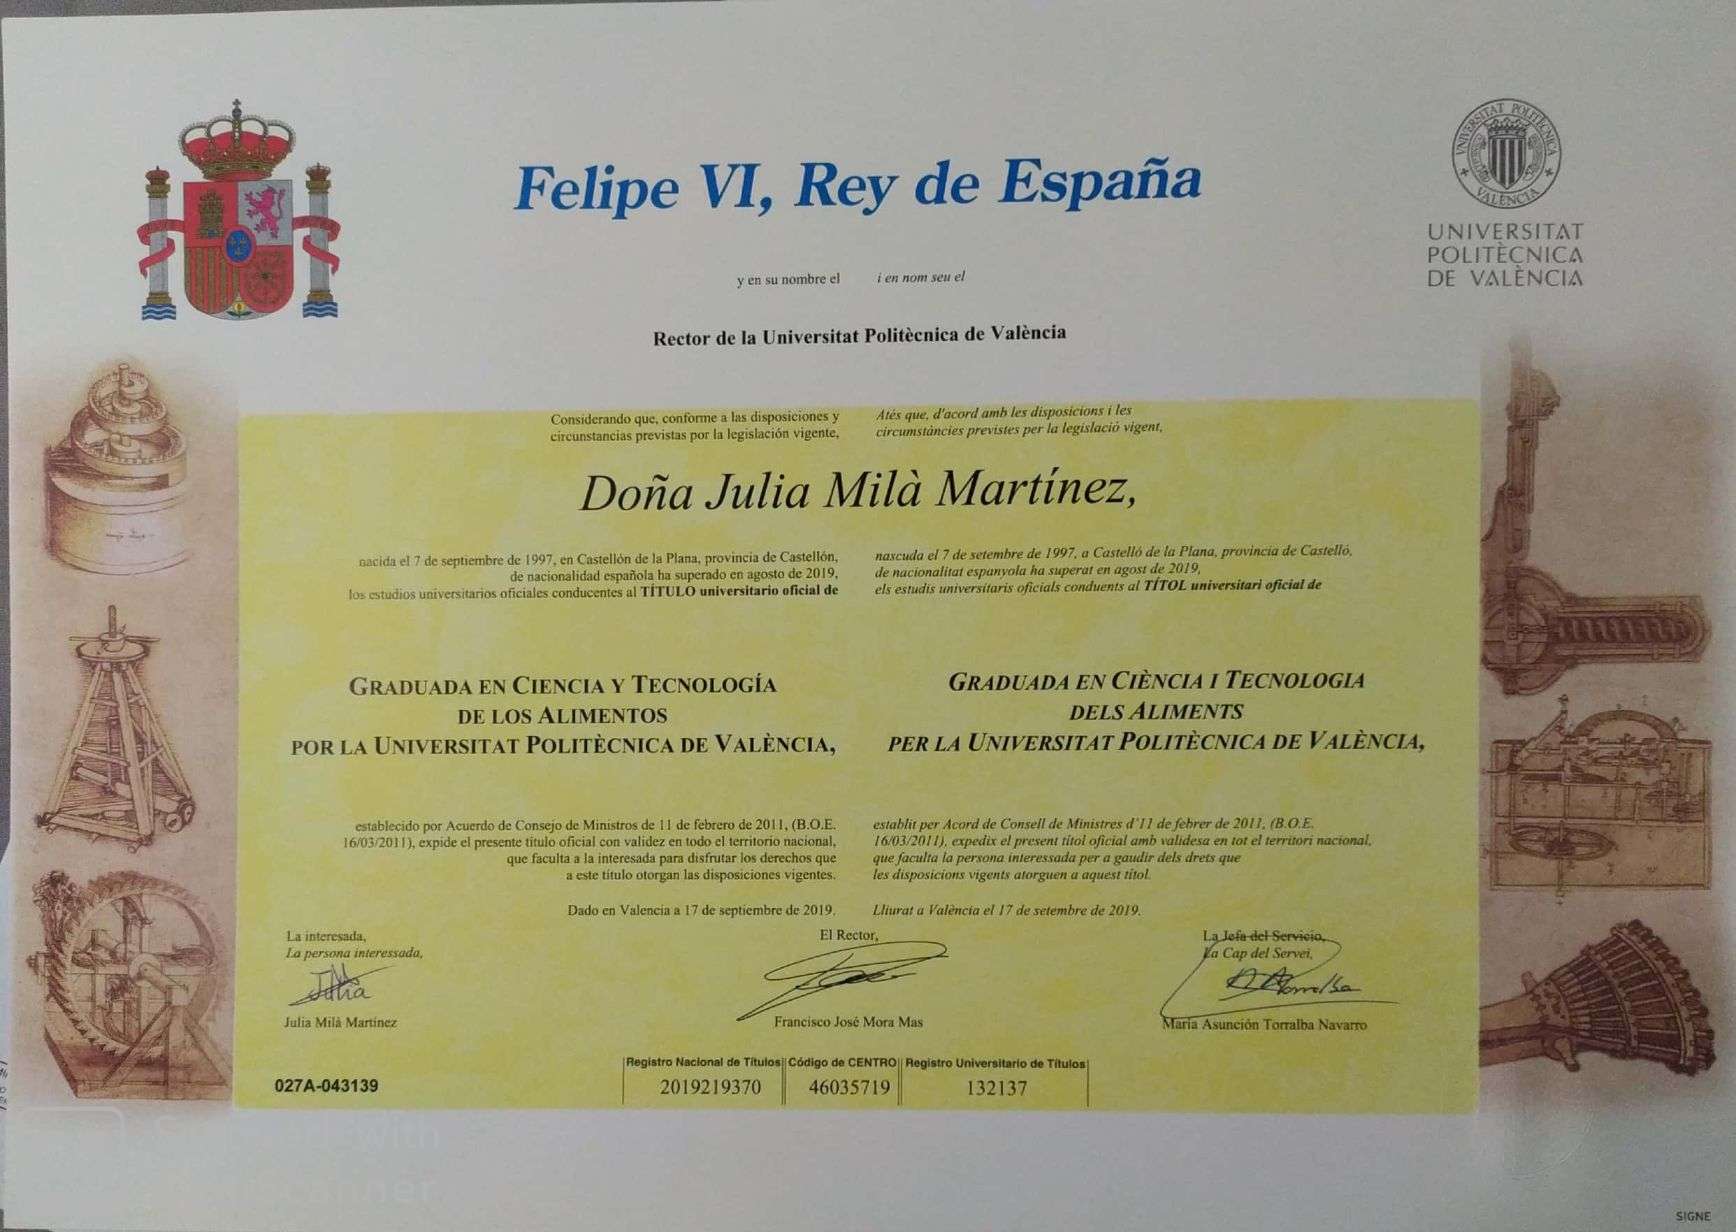 Felipe VI, Rey de España
UNIVERSITAT POLITÈCNICA
VALÈNCIA
UNIVERSITAT
POLITÈCNICA
DE VALÈNCIA
y en su nombre el
i en nom seu el
Rector de la Universitat Politècnica de València
Considerando que, conforme a las disposiciones y
circunstancias previstas por la legislación vigente,
Atés que, d'acord amb les disposicions i les
circumstàncies previstes per la legislació vigent,
Doña Julia Milà Martínez,
nacida el 7 de septiembre de 1997, en Castellón de la Plana, provincia de Castellón,
de nacionalidad española ha superado en agosto de 2019,
los estudios universitarios oficiales conducentes al TÍTULO universitario oficial de
nascuda el 7 de setembre de 1997, a Castelló de la Plana, provincia de Castelló,
de nacionalitat espanyola ha superat en agost de 2019,
els estudis universitaris oficials conduents al TÍTOL universitari oficial de
GRADUADA EN CIENCIA Y TECNOLOGÍA
DE LOS ALIMENTOS
POR LA UNIVERSITAT POLITÈCNICA DE VALÈNCIA,
GRADUADA EN CIÈNCIA I TECNOLOGIA
DELS ALIMENTS
PER LA UNIVERSITAT POLITÈCNICA DE VALÈNCIA,
establecido por Acuerdo de Consejo de Ministros de 11 de febrero de 2011, (B.O.E.
16/03/2011), expide el presente título oficial con validez en todo el territorio nacional,
que faculta a la interesada para disfrutar los derechos que
a este título otorgan las disposiciones vigentes.
establit per Acord de Consell de Ministres d'11 de febrer de 2011, (B.O.E.
16/03/2011), expedix el present títol oficial amb validesa en tot el territori nacional,
que faculta la persona interessada per a gaudir dels drets que
les disposicions vigents atorguen a aquest títol.
Dado en Valencia a 17 de septiembre de 2019.
Lliurat a València el 17 de setembre de 2019.
La interesada,
La persona interessada,
Julia
Julia Milà Martínez
El Rector,
Francisco José Mora Mas
La Jefa del Servicio,
La Cap del Servei,
Torralba
María Asunción Torralba Navarro
027A-043139
Registro Nacional de Títulos
2019219370
Código de CENTRO
46035719
Registro Universitario de Títulos
132137
SIGNE